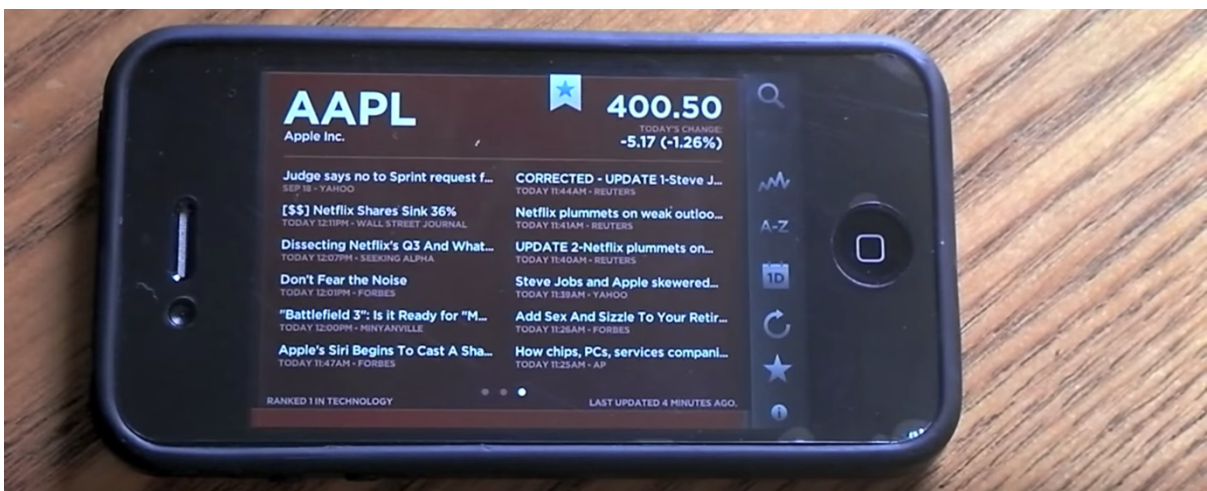 AAPL
Apple Inc.
400.50
TODAY'S CHANGE:
-5.17 (-1.26%)
Judge says no to Sprint request f...
SEP 18 - YAHOO
[$$] Netflix Shares Sink 36%
TODAY 12:11PM - WALL STREET JOURNAL
Dissecting Netflix's Q3 And What...
TODAY 12:07PM - SEEKING ALPHA
Don't Fear the Noise
TODAY 12:01PM - FORBES
"Battlefield 3": Is it Ready for "M...
TODAY 12:00PM - MINYANVILLE
Apple's Siri Begins To Cast A Sha...
TODAY 11:47AM - FORBES
CORRECTED - UPDATE 1-Steve J...
TODAY 11:44AM - REUTERS
Netflix plummets on weak outloo...
TODAY 11:41AM - REUTERS
UPDATE 2-Netflix plummets on...
TODAY 11:40AM - REUTERS
Steve Jobs and Apple skewered...
TODAY 11:39AM - YAHOO
Add Sex And Sizzle To Your Retir...
TODAY 11:26AM - FORBES
How chips, PCs, services compani...
TODAY 11:25AM - AP
RANKED 1 IN TECHNOLOGY
LAST UPDATED 4 MINUTES AGO.
A-Z
1D